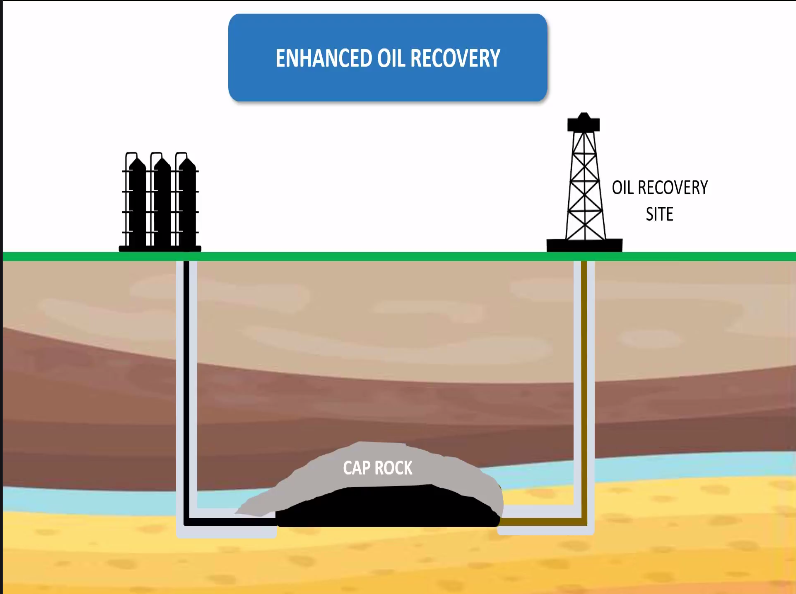 ENHANCED OIL RECOVERY
OIL RECOVERY
SITE
CAP ROCK